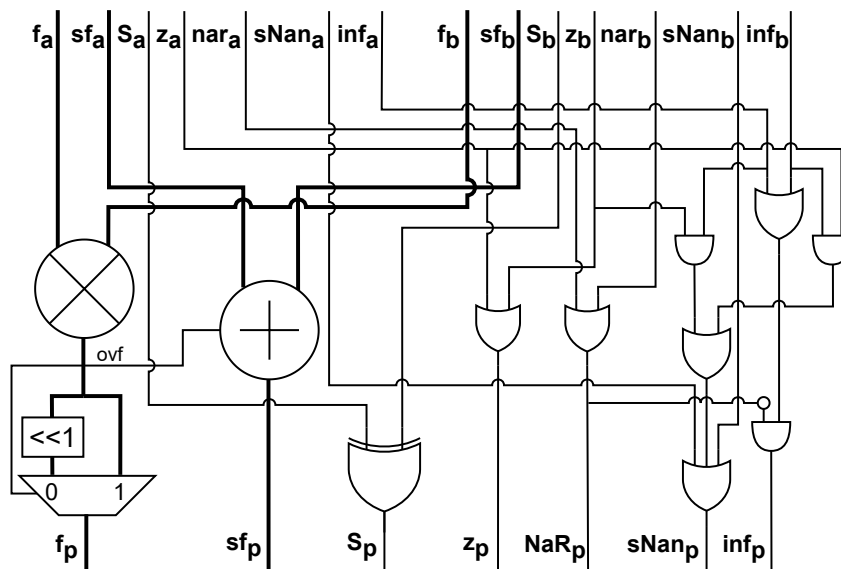 fa sfa Sa za nara sNana infa fb sfb Sb zb narb sNanb infb
ovf
<<1
0 1
fp sfp Sp zp NaRp sNanp infp